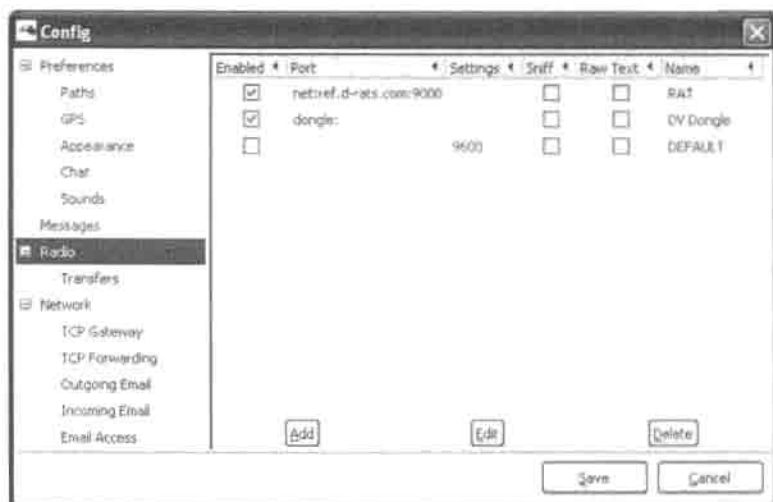 Config
Preferences
Paths
GPS
Appearance
Chat
Sounds
Messages
Radio
Transfers
Network
TCP Gateway
TCP Forwarding
Outgoing Email
Incoming Email
Email Access
Enabled Port Settings Sniff Raw Text Name
net:ref.d-rats.com:9000 RAT
dongle: DV Dongle
9600 DEFAULT
Add Edit Delete
Save Cancel